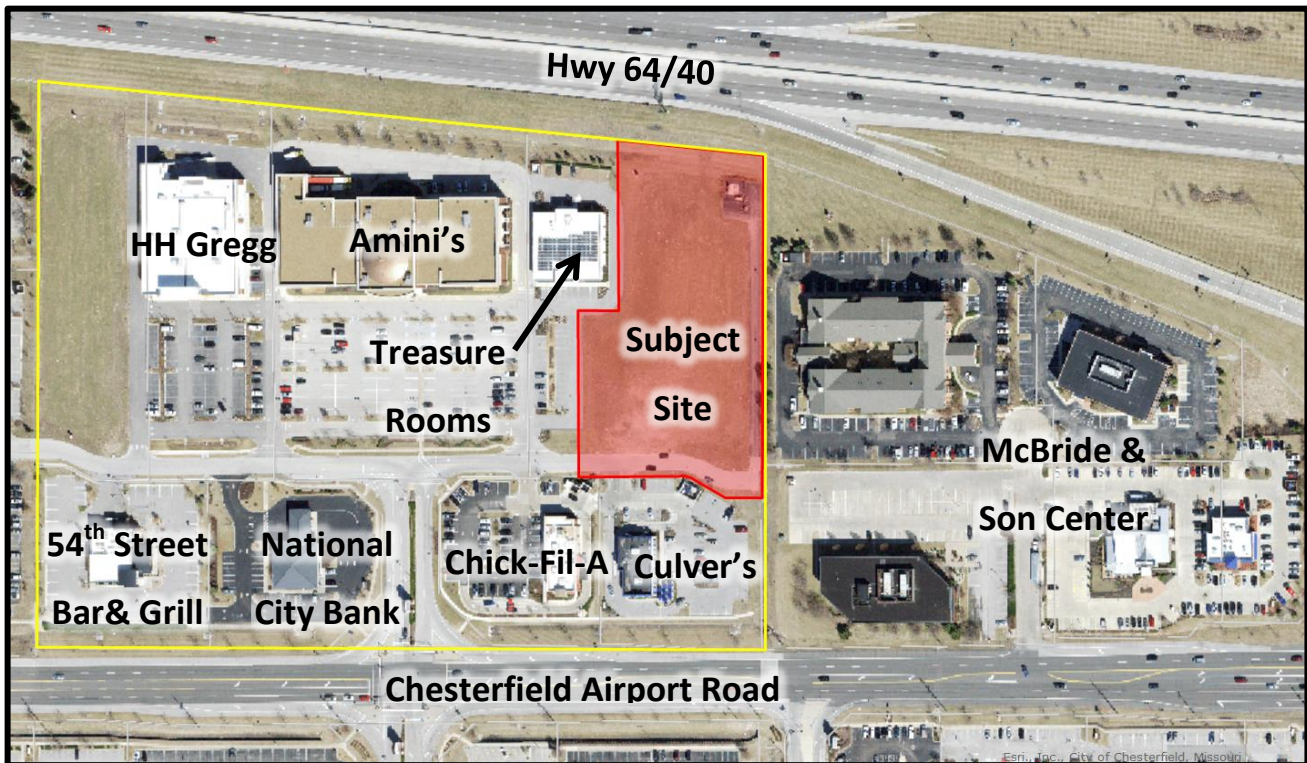 Hwy 64/40
HH Gregg
Amini's
Treasure
Rooms
Subject
Site
McBride &
Son Center
54th Street
Bar& Grill
National
City Bank
Chick-Fil-A
Culver's
Chesterfield Airport Road
Esri, Inc., City of Chesterfield, Missouri